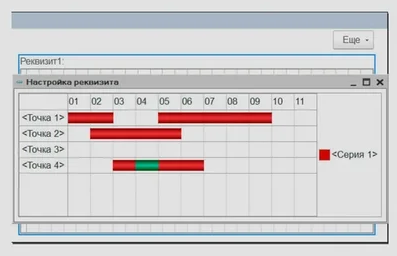 Еще
Реквизит1:
Настройка реквизита
01 02 03 04 05 06 07 08 09 10 11
<Точка 1>
<Точка 2>
<Точка 3>
<Точка 4>
<Серия 1>